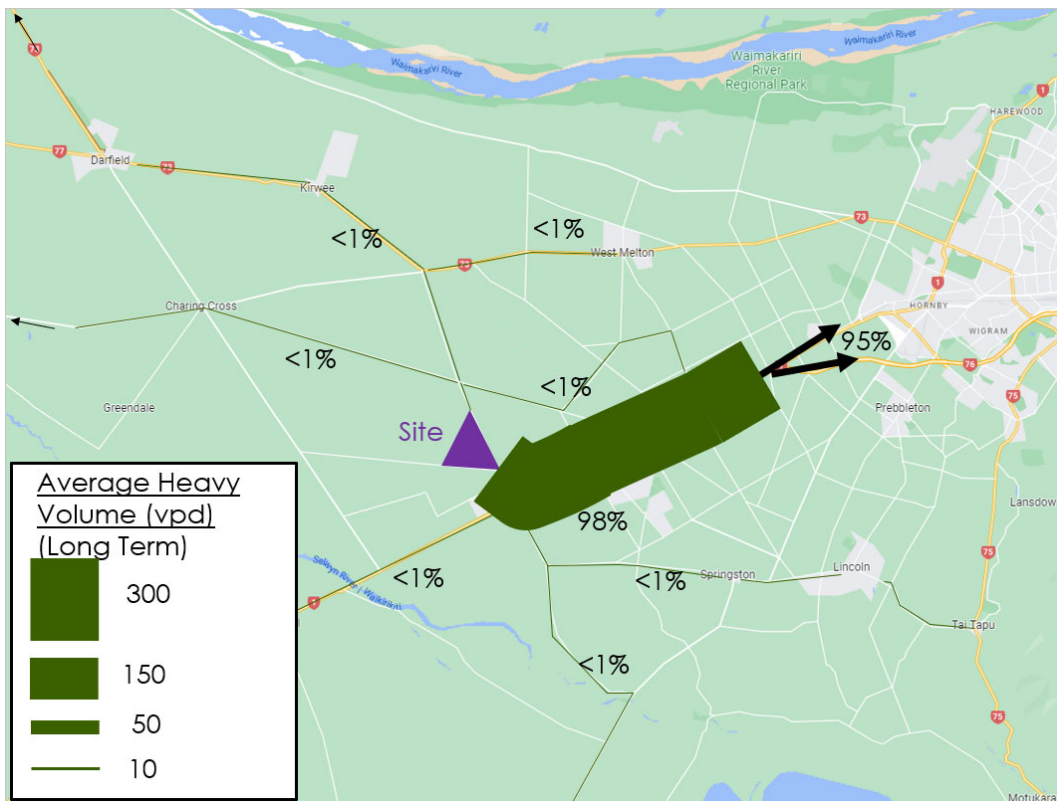 73
Waimakariri River
Waimakariri River
Waimakariri
River
Regional Park
1
HAREWOOD
77
Darfield
73
Kirwee
<1%
<1%
73
West Melton
73
1
HORNBY
WIGRAM
Charing Cross
95%
76
<1%
<1%
75
Greendale
Prebbleton
Site
Average Heavy
Volume (vpd)
(Long Term)
300
150
50
10
98%
Lansdow
75
Selwyn River | Waikirikiri
<1%
<1%
Springston
Lincoln
1
Tai Tapu
<1%
75
Motukara